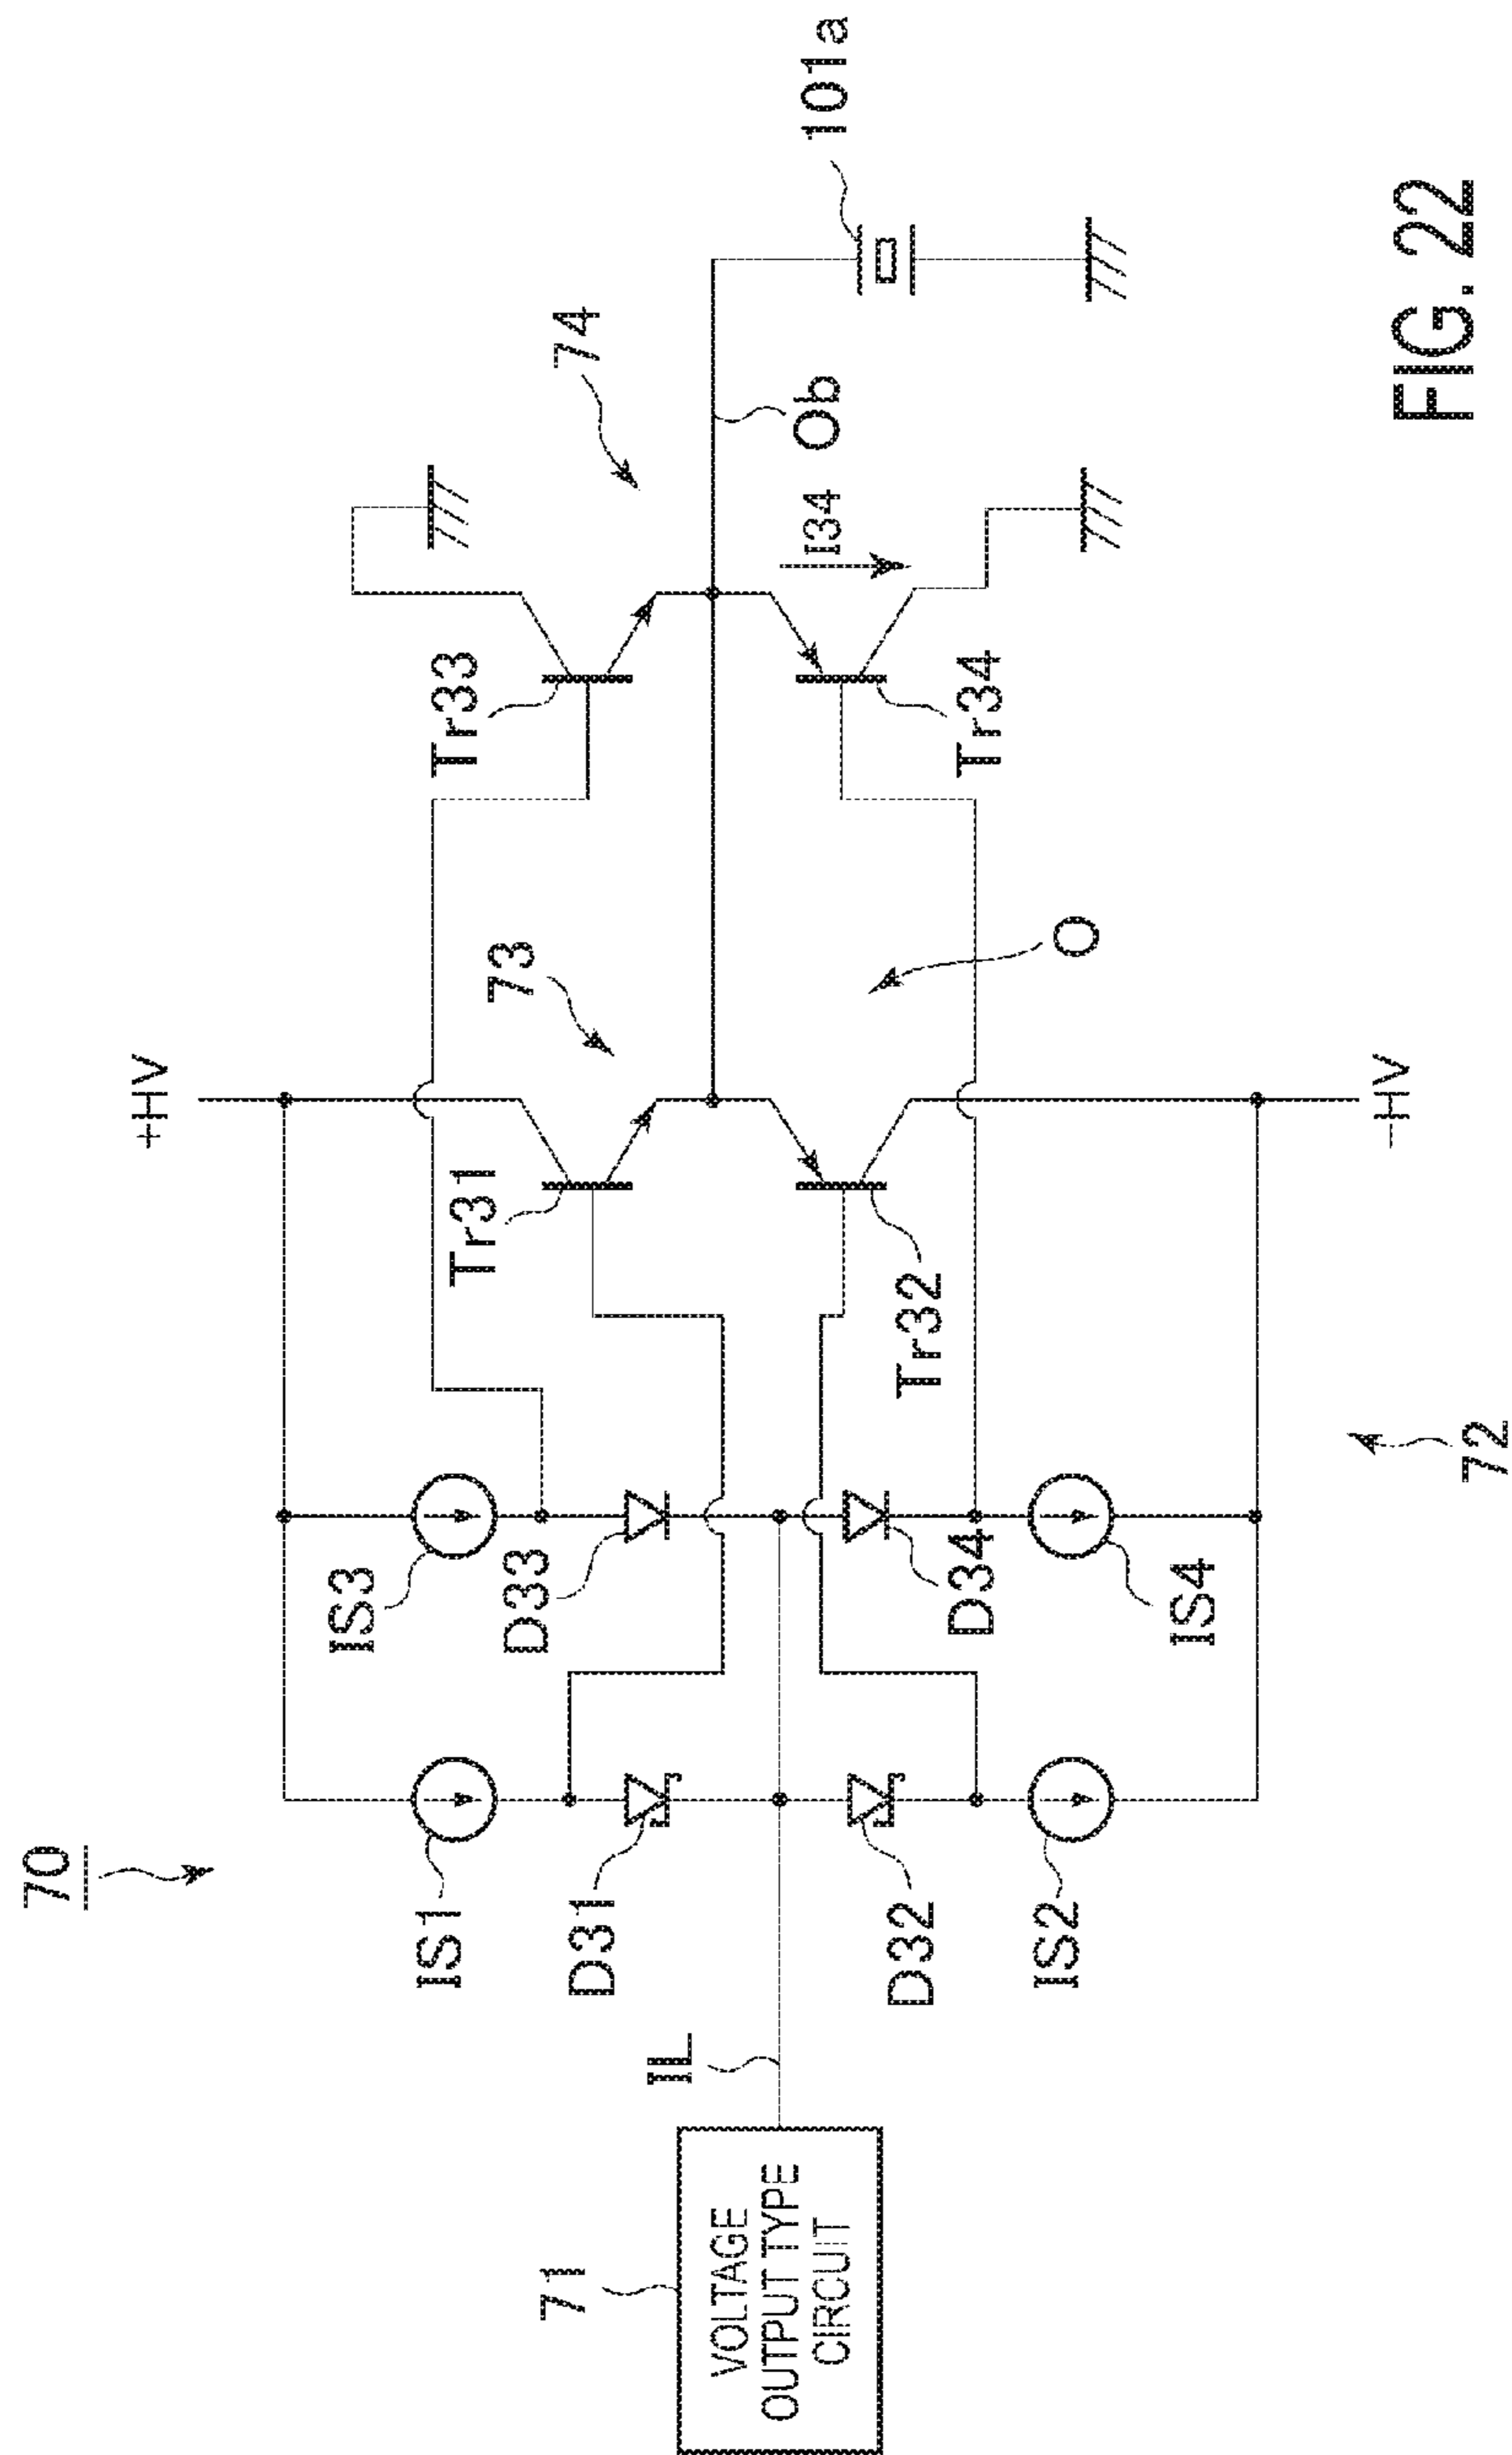 70
+HV
IS3
IS1
D33
D31
Tr31
73
Tr33
74
101a
71
VOLTAGE
OUTPUT TYPE
CIRCUIT
IL
Ob
I34
Tr34
O
Tr32
D34
D32
IS4
IS2
-HV
72
FIG. 22